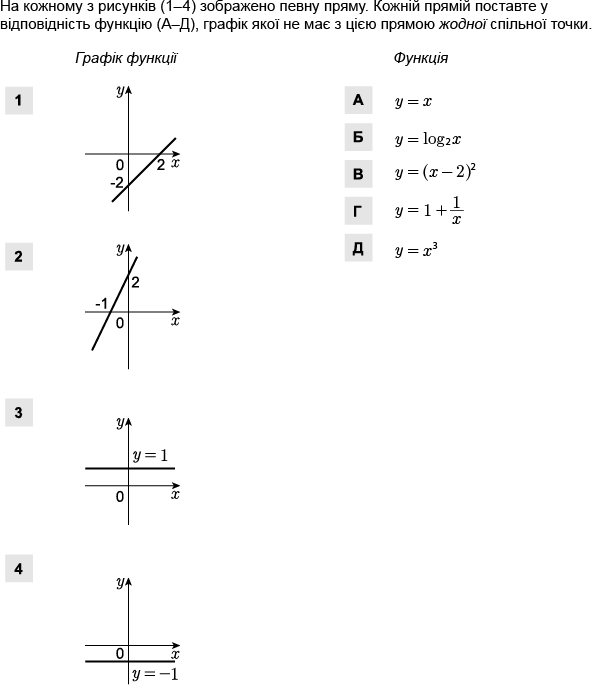 На кожному з рисунків (1–4) зображено певну пряму. Кожній прямій поставте у
відповідність функцію (А–Д), графік якої не має з цією прямою жодної спільної точки.
Графік функції
Функція
1
y
0
2
x
-2
А
y = x
Б
y = log₂x
В
y = (x − 2)²
Г
y = 1 + 1/x
Д
y = x³
2
y
2
-1
0
x
3
y
y = 1
0
x
4
y
0
x
y = −1